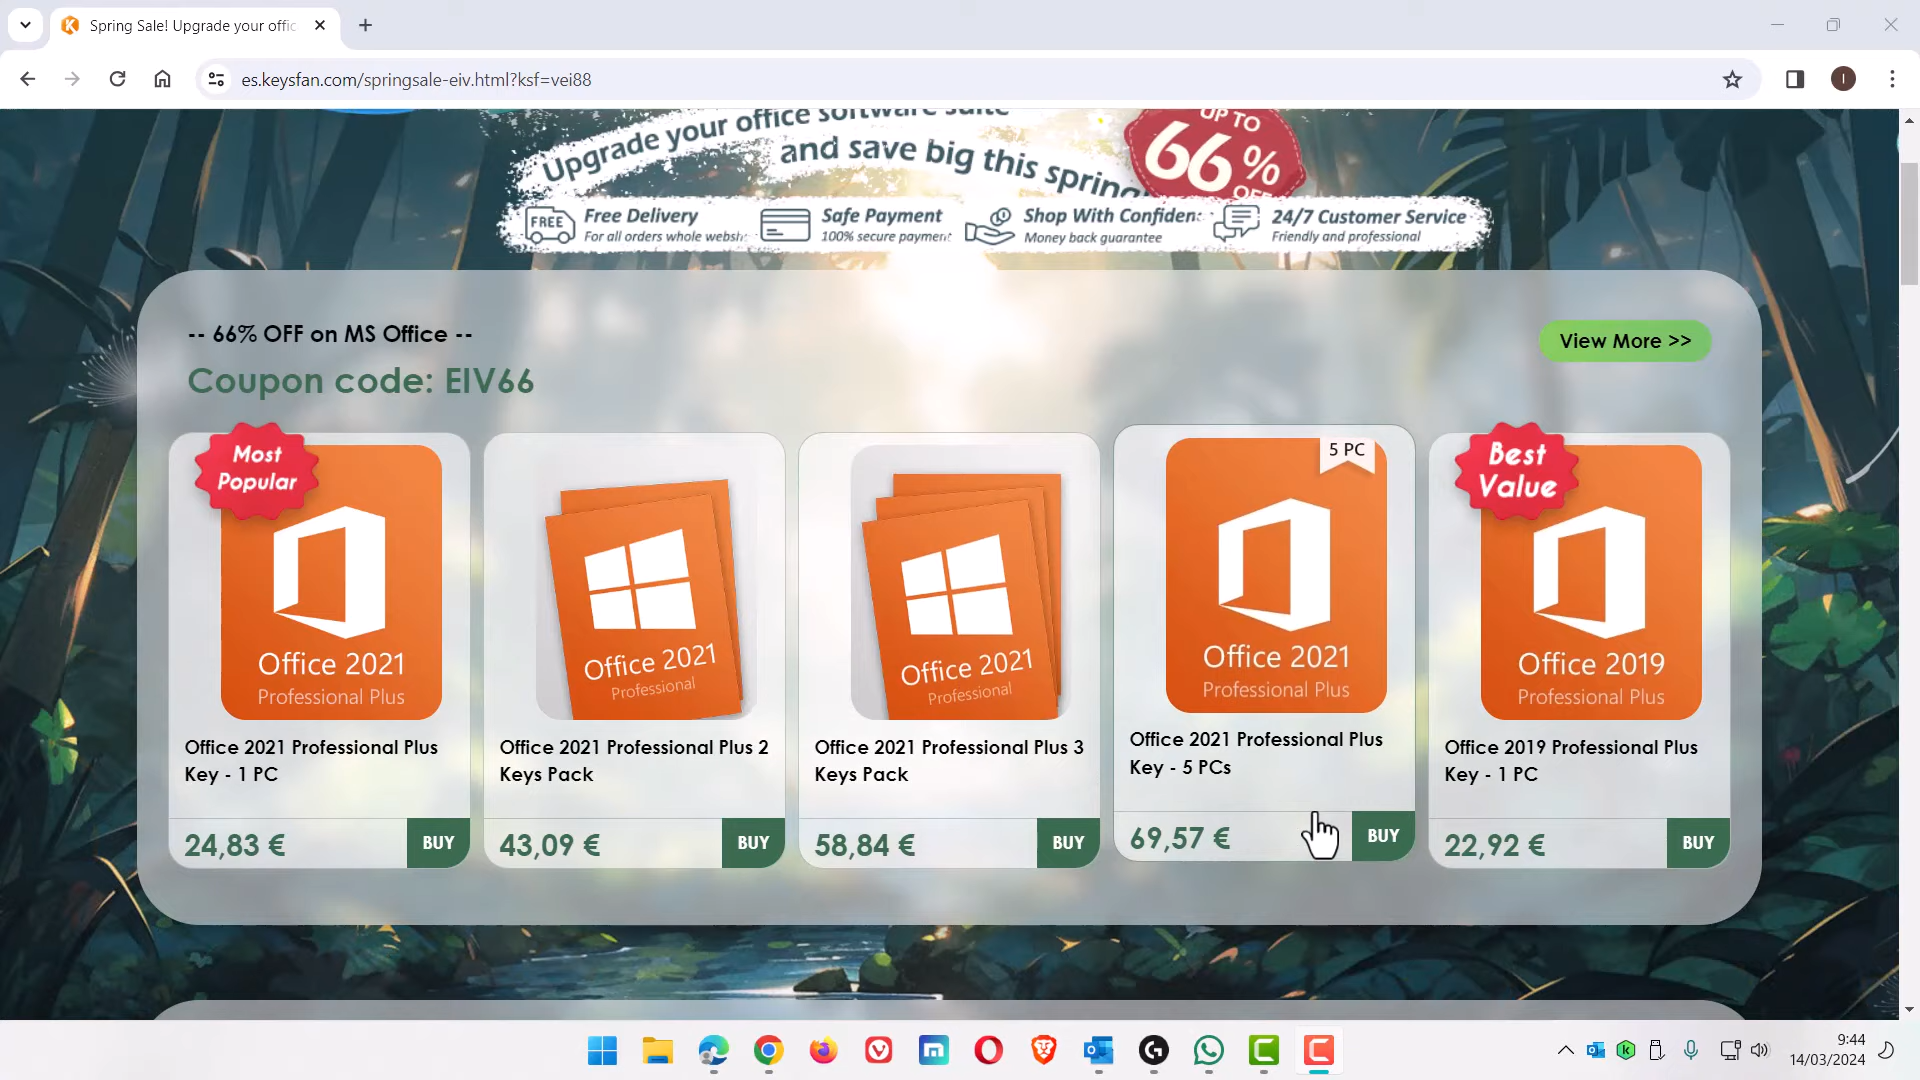 Spring Sale! Upgrade your offic
es.keysfan.com/springsale-eiv.html?ksf=vei88
Upgrade your office software suite
and save big this spring
UP TO
66%
OFF
FREE
Free Delivery
For all orders whole websit
Safe Payment
100% secure payment
Shop With Confidenc
Money back guarantee
24/7 Customer Service
Friendly and professional
-- 66% OFF on MS Office --
Coupon code: EIV66
View More >>
Most
Popular
Office 2021
Professional Plus
Office 2021 Professional Plus
Key - 1 PC
24,83 €
BUY
Office 2021
Professional
Office 2021 Professional Plus 2
Keys Pack
43,09 €
BUY
Office 2021
Professional
Office 2021 Professional Plus 3
Keys Pack
58,84 €
BUY
5 PC
Office 2021
Professional Plus
Office 2021 Professional Plus
Key - 5 PCs
69,57 €
BUY
Best
Value
Office 2019
Professional Plus
Office 2019 Professional Plus
Key - 1 PC
22,92 €
BUY
9:44
14/03/2024